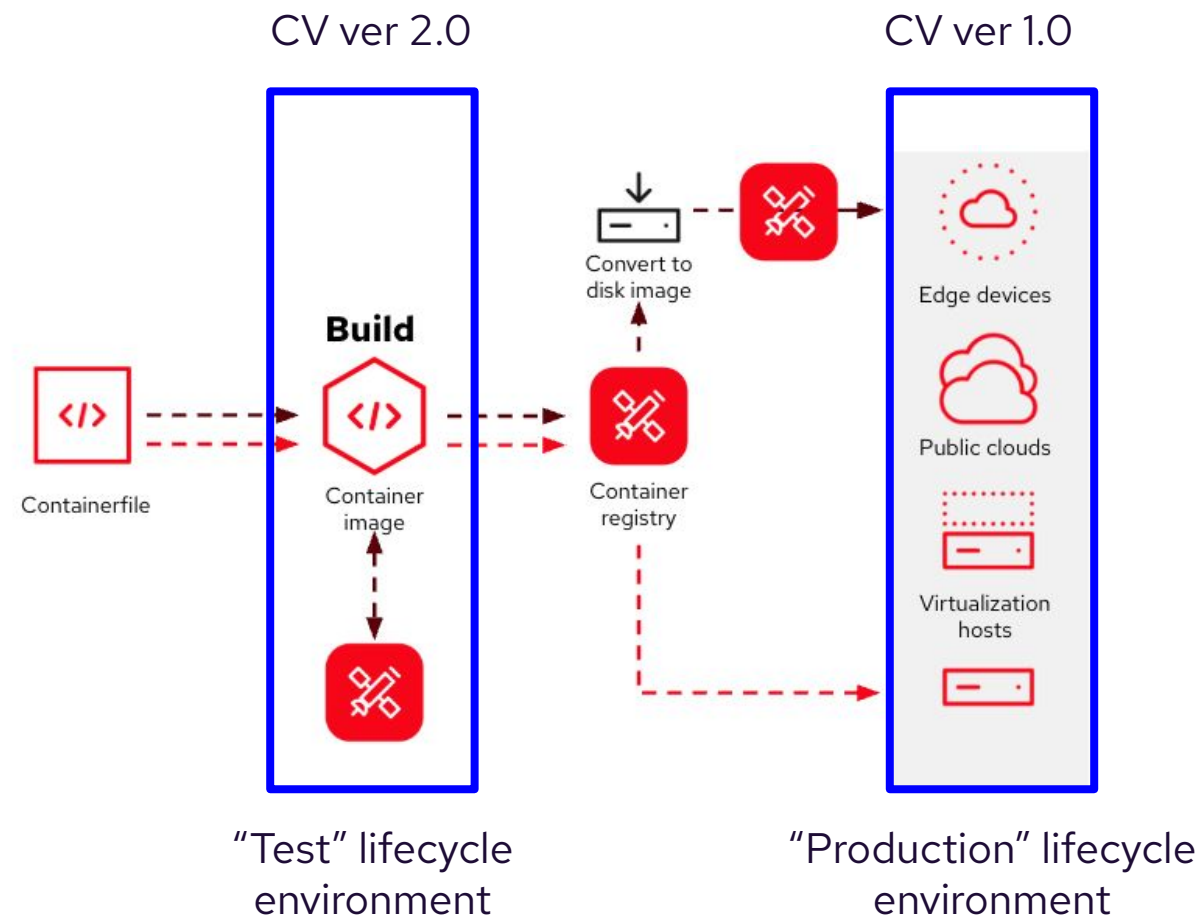 CV ver 2.0
CV ver 1.0
Convert to
disk image
Edge devices
Build
</>
</>
Public clouds
Containerfile
Container
image
Container
registry
Virtualization
hosts
“Test” lifecycle
environment
“Production” lifecycle
environment